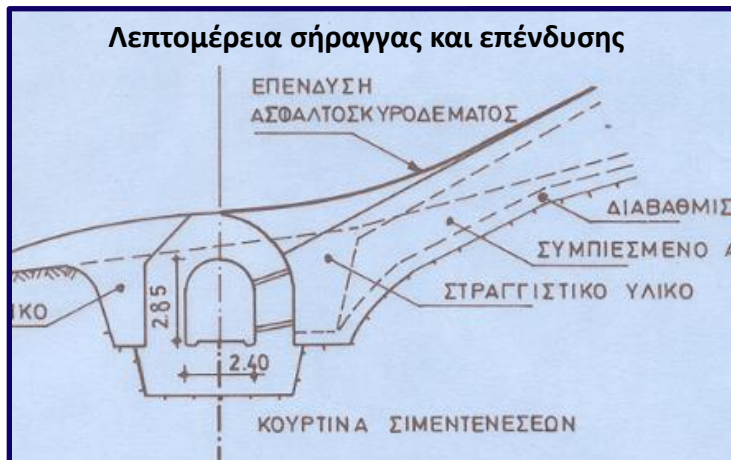 Λεπτομέρεια σήραγγας και επένδυσης
ΕΠΕΝΔΥΣΗ
ΑΣΦΑΛΤΟΣΚΥΡΟΔΕΜΑΤΟΣ
ΔΙΑΒΑΘΜΙΣ
ΣΥΜΠΙΕΣΜΕΝΟ Α
ΣΤΡΑΓΓΙΣΤΙΚΟ ΥΛΙΚΟ
ΙΚΟ
2.85
2.40
ΚΟΥΡΤΙΝΑ ΣΙΜΕΝΤΕΝΕΣΕΩΝ